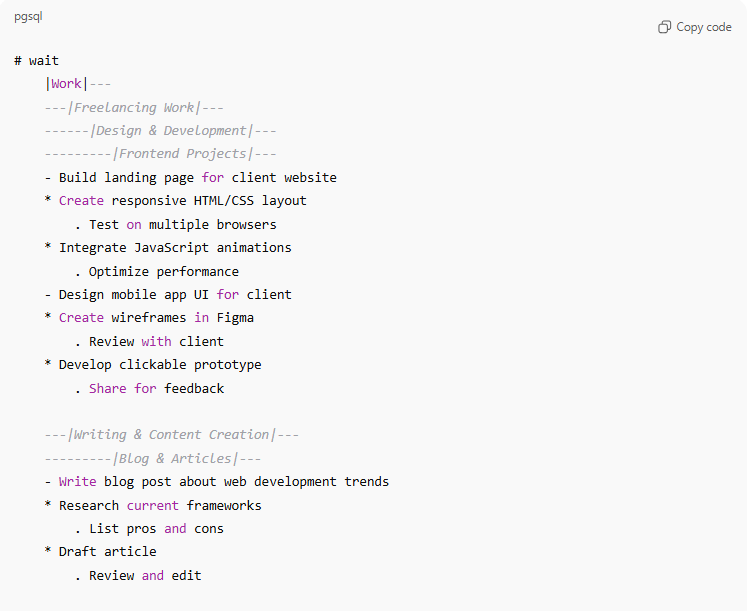 pgsql
Copy code
# wait
|Work|---
---|Freelancing Work|---
------|Design & Development|---
---------|Frontend Projects|---
- Build landing page for client website
* Create responsive HTML/CSS layout
. Test on multiple browsers
* Integrate JavaScript animations
. Optimize performance
- Design mobile app UI for client
* Create wireframes in Figma
. Review with client
* Develop clickable prototype
. Share for feedback
---|Writing & Content Creation|---
---------|Blog & Articles|---
- Write blog post about web development trends
* Research current frameworks
. List pros and cons
* Draft article
. Review and edit